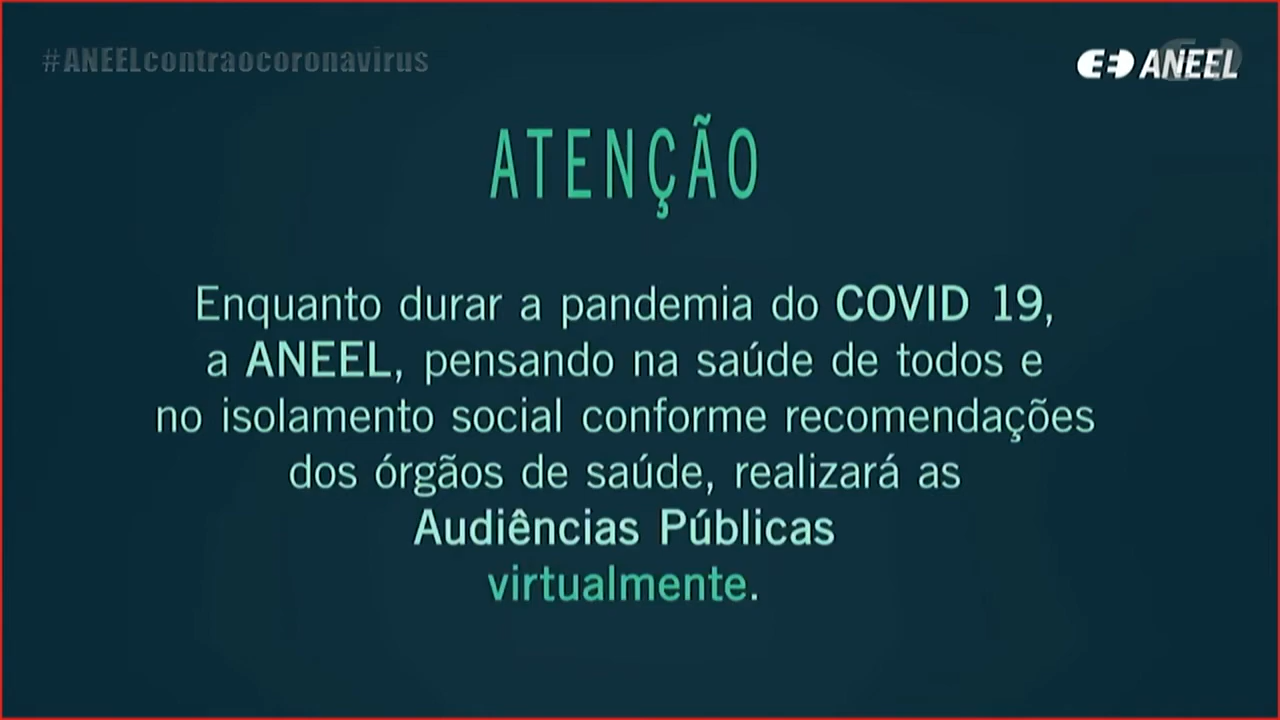 #ANEELcontraocoronavirus
ANEEL
ATENÇÃO
Enquanto durar a pandemia do COVID 19,
a ANEEL, pensando na saúde de todos e
no isolamento social conforme recomendações
dos órgãos de saúde, realizará as
Audiências Públicas
virtualmente.